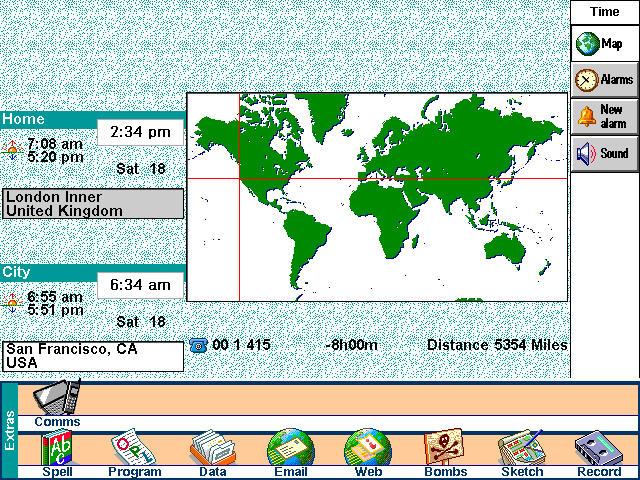 Time
Map
Alarms
New
alarm
Sound
Home
2:34 pm
7:08 am
5:20 pm
Sat 18
London Inner
United Kingdom
City
6:34 am
6:55 am
5:51 pm
Sat 18
San Francisco, CA
USA
00 1 415
-8h00m
Distance 5354 Miles
Extras
Comms
Abc
OPL
Spell
Program
Data
Email
Web
Bombs
Sketch
Record